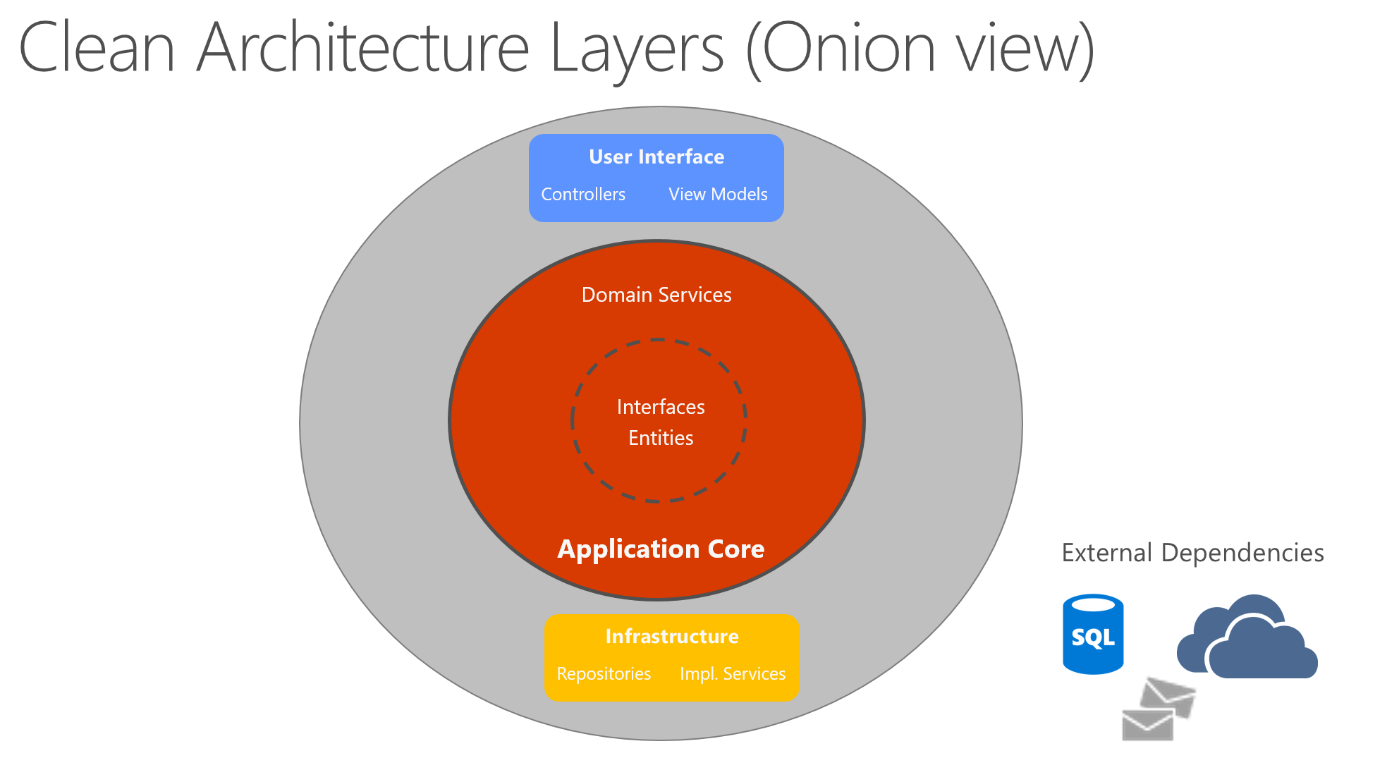 Clean Architecture Layers (Onion view)
User Interface
Controllers View Models
Domain Services
Interfaces
Entities
Application Core
Infrastructure
Repositories Impl. Services
External Dependencies
SQL